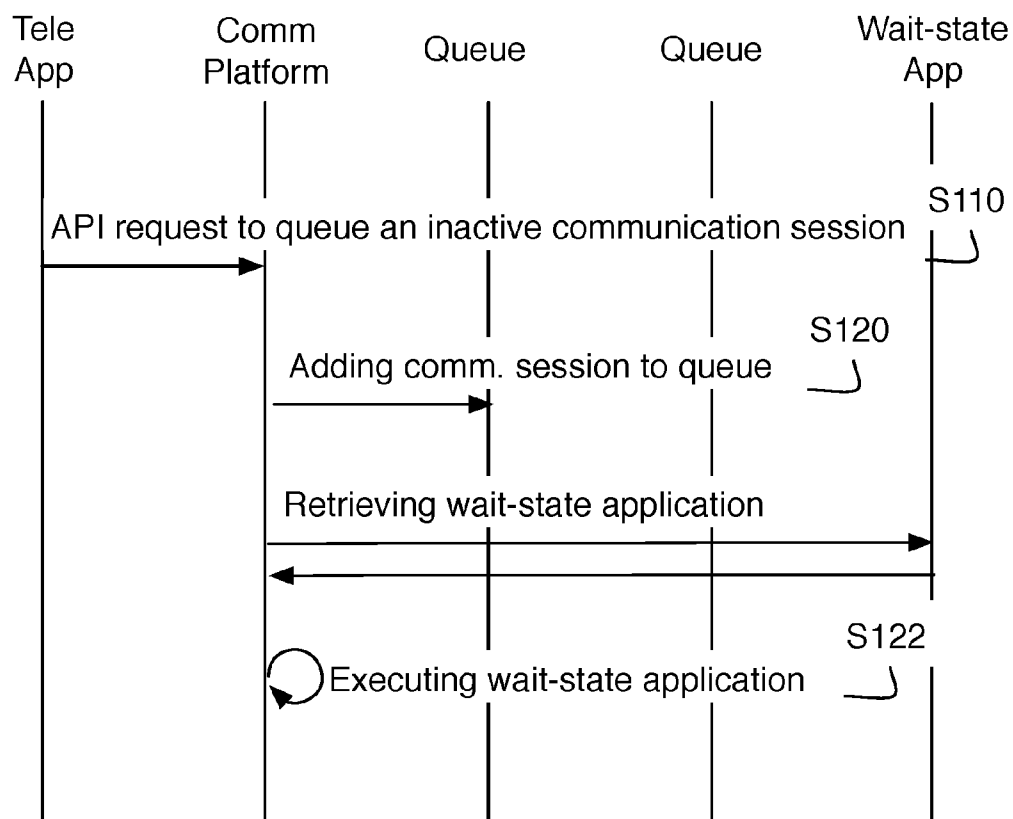 Tele
App
Comm
Platform
Queue
Queue
Wait-state
App
S110
API request to queue an inactive communication session
S120
Adding comm. session to queue
Retrieving wait-state application
S122
Executing wait-state application